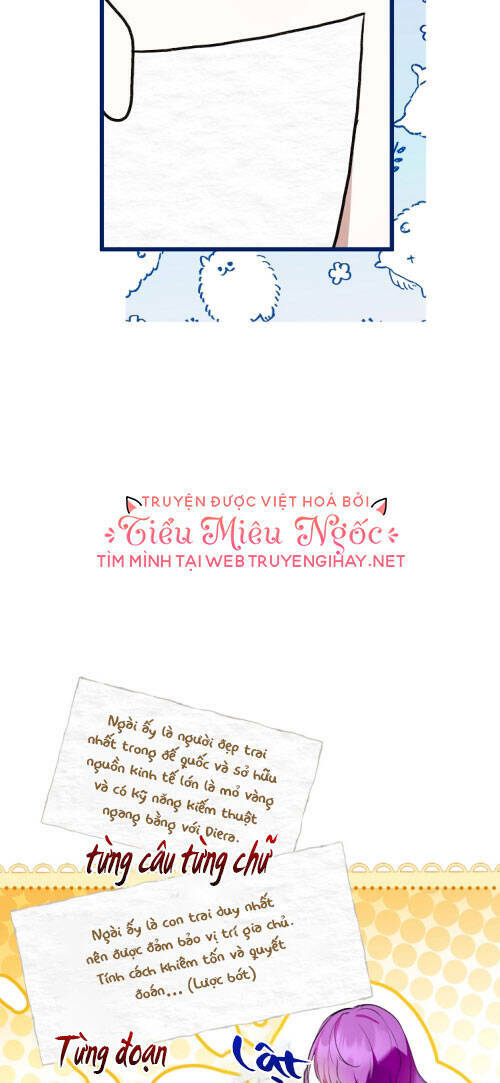 TRUYỆN ĐƯỢC VIỆT HOÁ BỞI
Tiểu Miêu Ngốc
TÌM MÌNH TẠI WEB TRUYENGIHAY.NET
Ngài ấy là người đẹp trai
nhất trong đế quốc và sở hữu
nguồn kinh tế lớn là mỏ vàng
và có kỹ năng kiếm thuật
ngang bằng với Diera.
từng câu từng chữ
Ngài ấy là con trai duy nhất
nên được đảm bảo vị trí gia chủ.
Tính cách khiêm tốn và quyết
đoán... (Lược bớt)
Từng đoạn
Lật